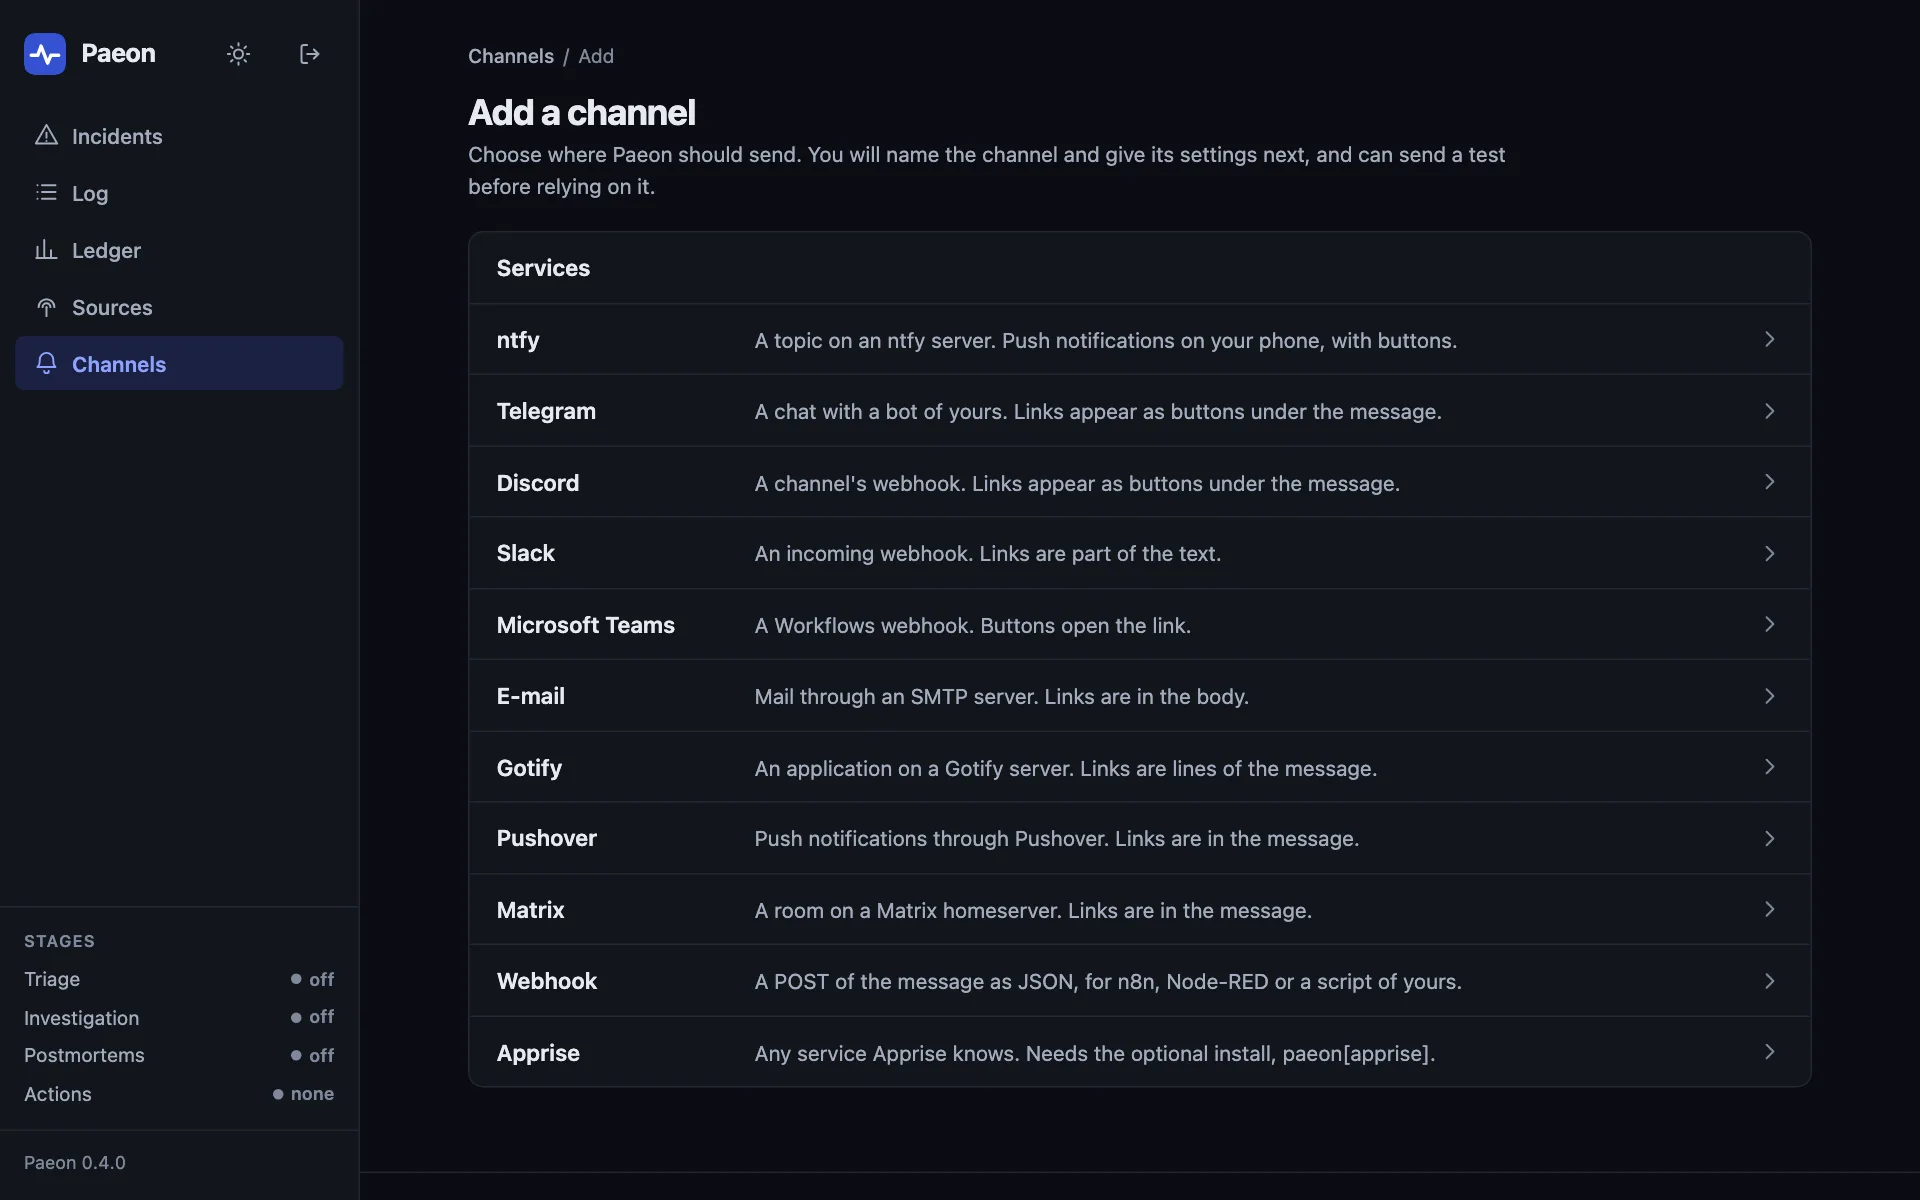 Paeon
Incidents
Log
Ledger
Sources
Channels
STAGES
Triage off
Investigation off
Postmortems off
Actions none
Paeon 0.4.0
Channels / Add
Add a channel
Choose where Paeon should send. You will name the channel and give its settings next, and can send a test
before relying on it.
Services
ntfy A topic on an ntfy server. Push notifications on your phone, with buttons.
Telegram A chat with a bot of yours. Links appear as buttons under the message.
Discord A channel's webhook. Links appear as buttons under the message.
Slack An incoming webhook. Links are part of the text.
Microsoft Teams A Workflows webhook. Buttons open the link.
E-mail Mail through an SMTP server. Links are in the body.
Gotify An application on a Gotify server. Links are lines of the message.
Pushover Push notifications through Pushover. Links are in the message.
Matrix A room on a Matrix homeserver. Links are in the message.
Webhook A POST of the message as JSON, for n8n, Node-RED or a script of yours.
Apprise Any service Apprise knows. Needs the optional install, paeon[apprise].